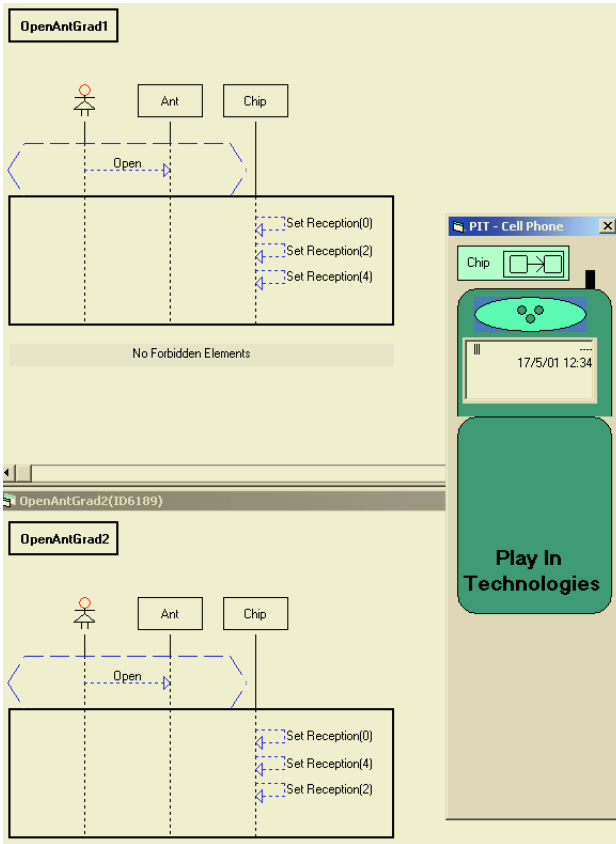 OpenAntGrad1
Ant
Chip
Open
Set Reception(0)
Set Reception(2)
Set Reception(4)
No Forbidden Elements
OpenAntGrad2(ID6189)
OpenAntGrad2
Ant
Chip
Open
Set Reception(0)
Set Reception(4)
Set Reception(2)
PIT - Cell Phone
Chip
17/5/01 12:34
Play In
Technologies